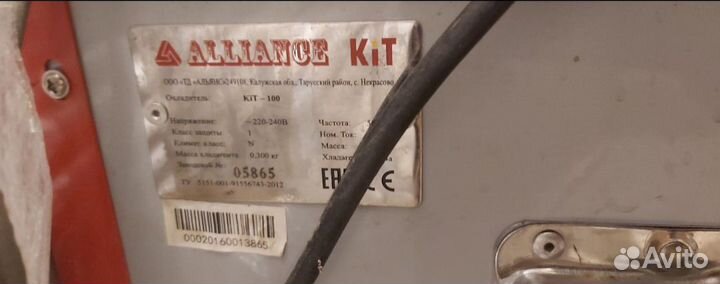 ALLIANCE KiT
ООО «ТД «АЛЬЯНС»249108, Калужская обл., Тарусский район, с. Некрасово
Охладитель: KiT – 100
Напряжение: ~220-240В Частота:
Класс защиты 1 Ном. Ток
Климат. класс: N Масса
Масса хладагента 0,300 кг
Заводской № 05865
ТУ 5151-001-91556743-2012 EAC CE
00020160013865
Avito